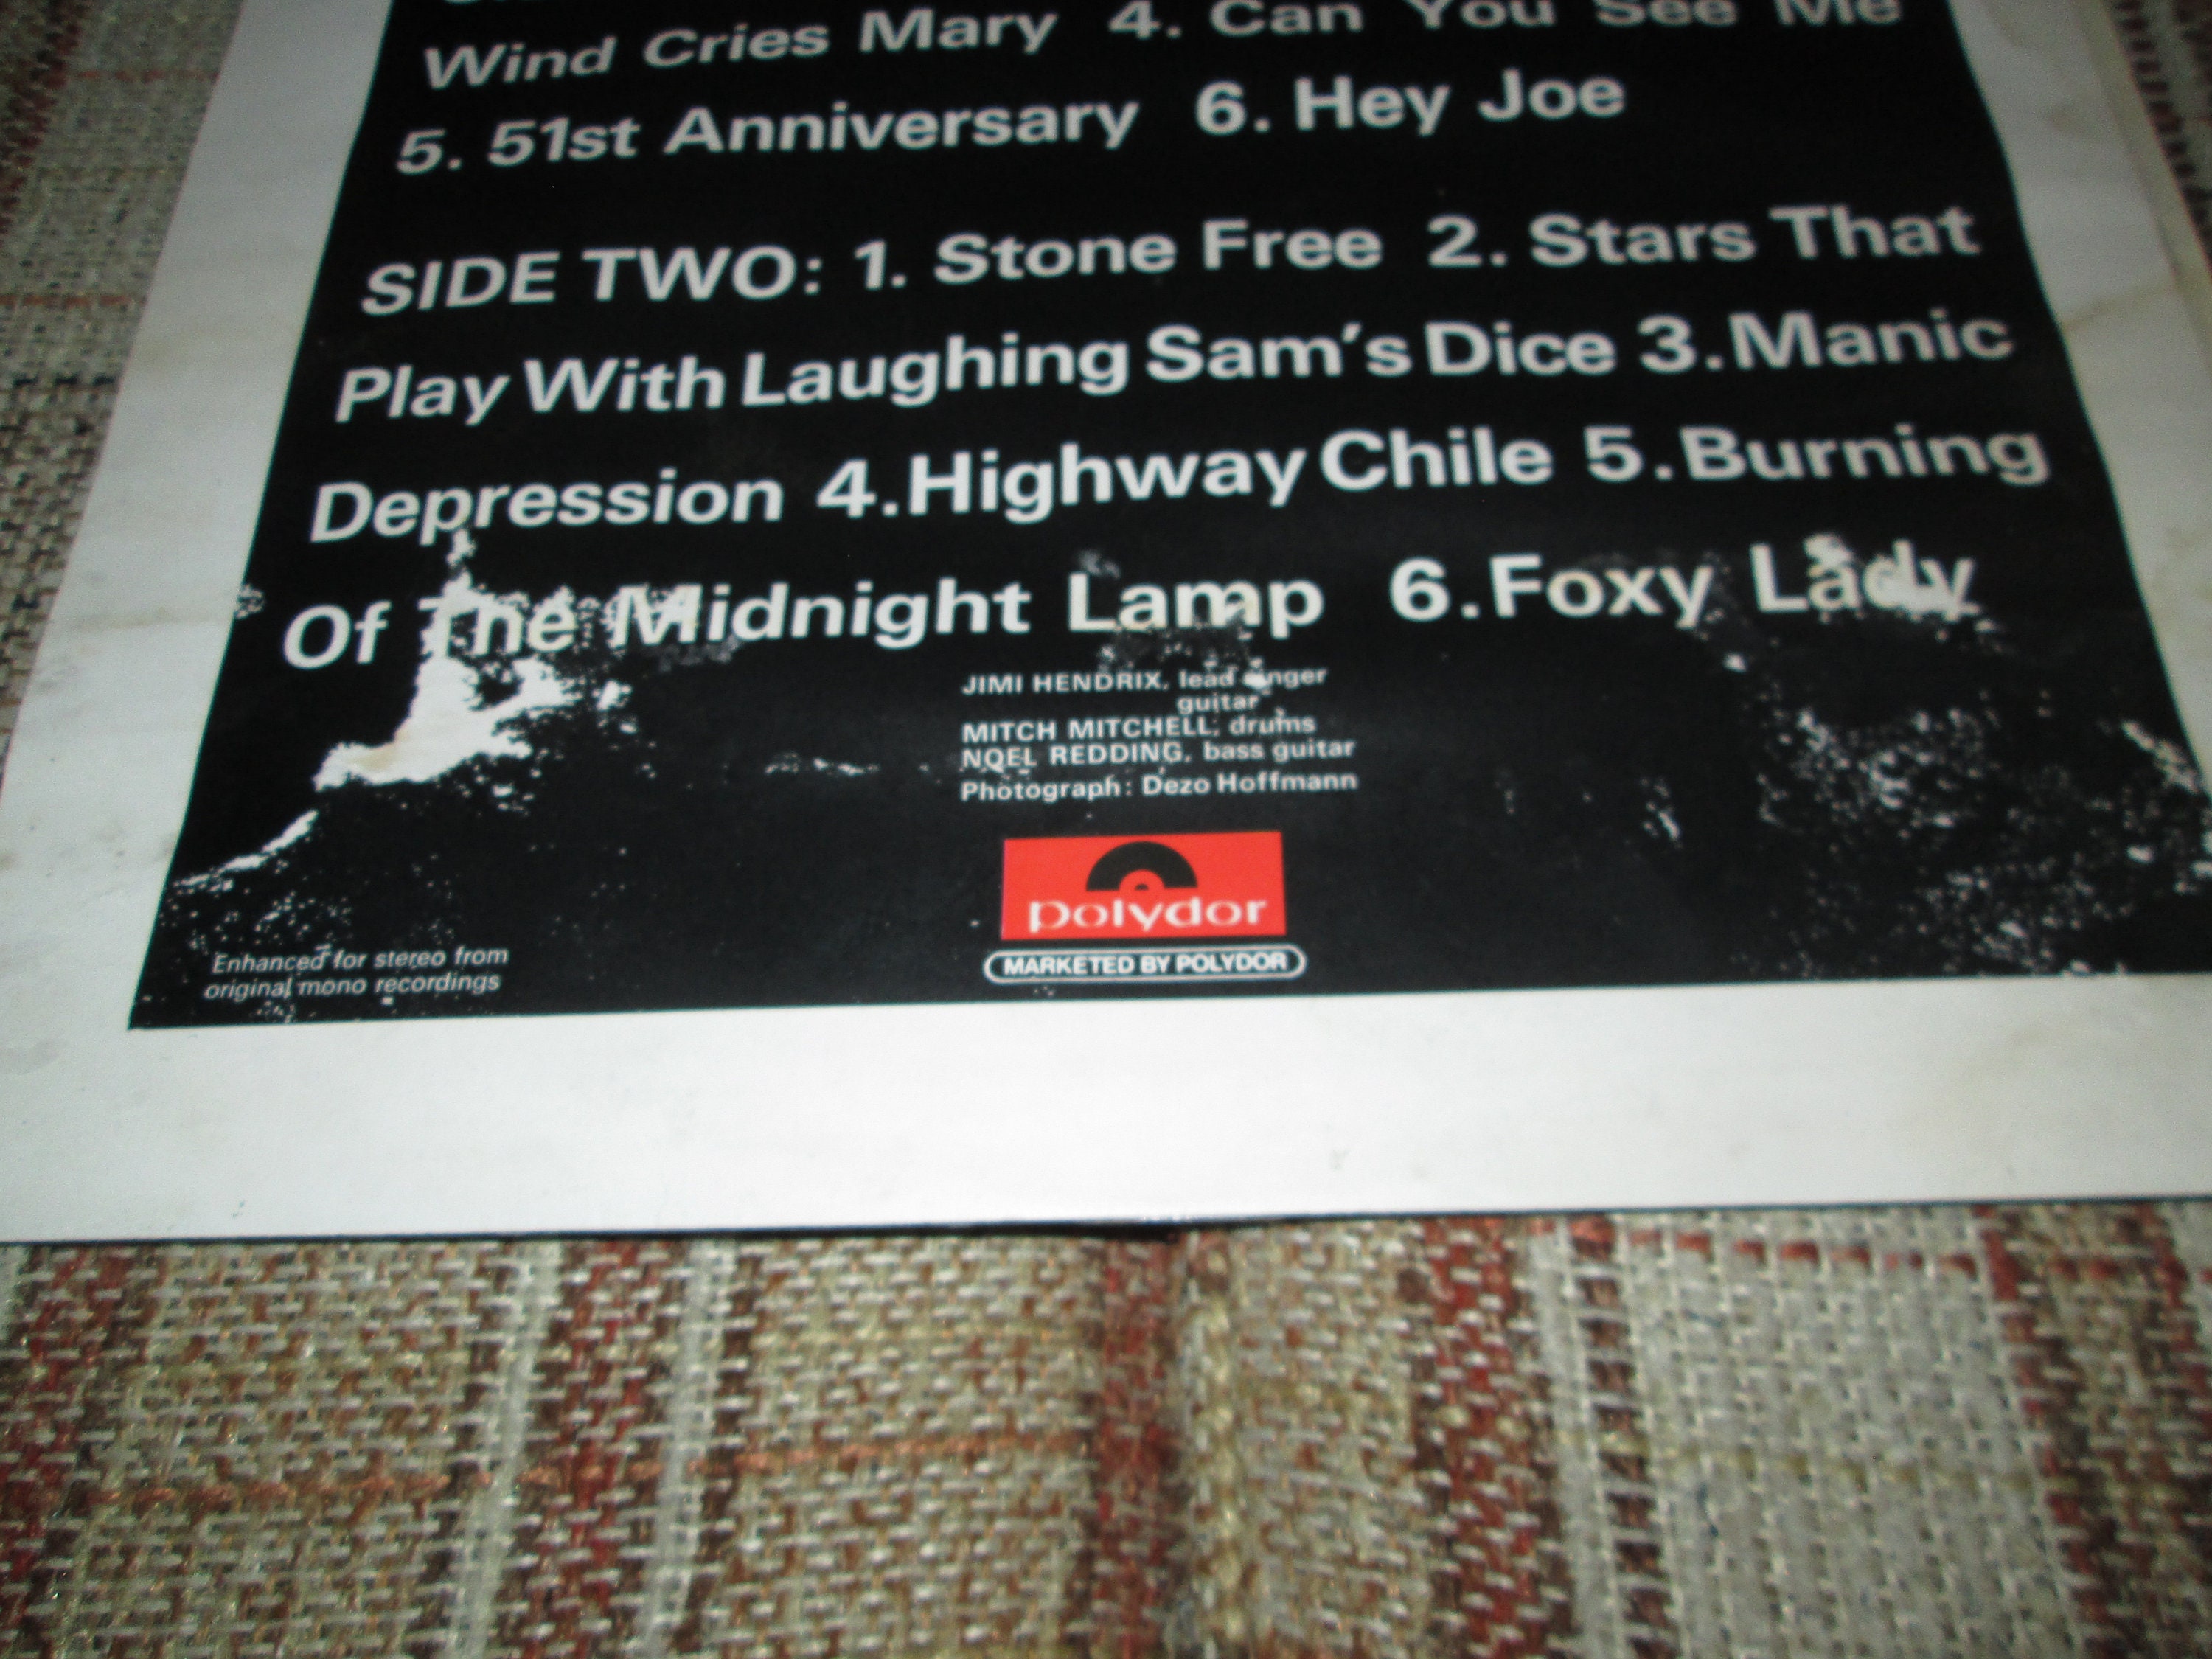 Wind Cries Mary 4. Can You See Me
5. 51st Anniversary 6. Hey Joe
SIDE TWO: 1. Stone Free 2. Stars That
Play With Laughing Sam's Dice 3. Manic
Depression 4. Highway Chile 5. Burning
Of The Midnight Lamp 6. Foxy Lady
JIMI HENDRIX, lead singer
guitar
MITCH MITCHELL, drums
NOEL REDDING, bass guitar
Photograph: Dezo Hoffmann
polydor
MARKETED BY POLYDOR
Enhanced for stereo from
original mono recordings